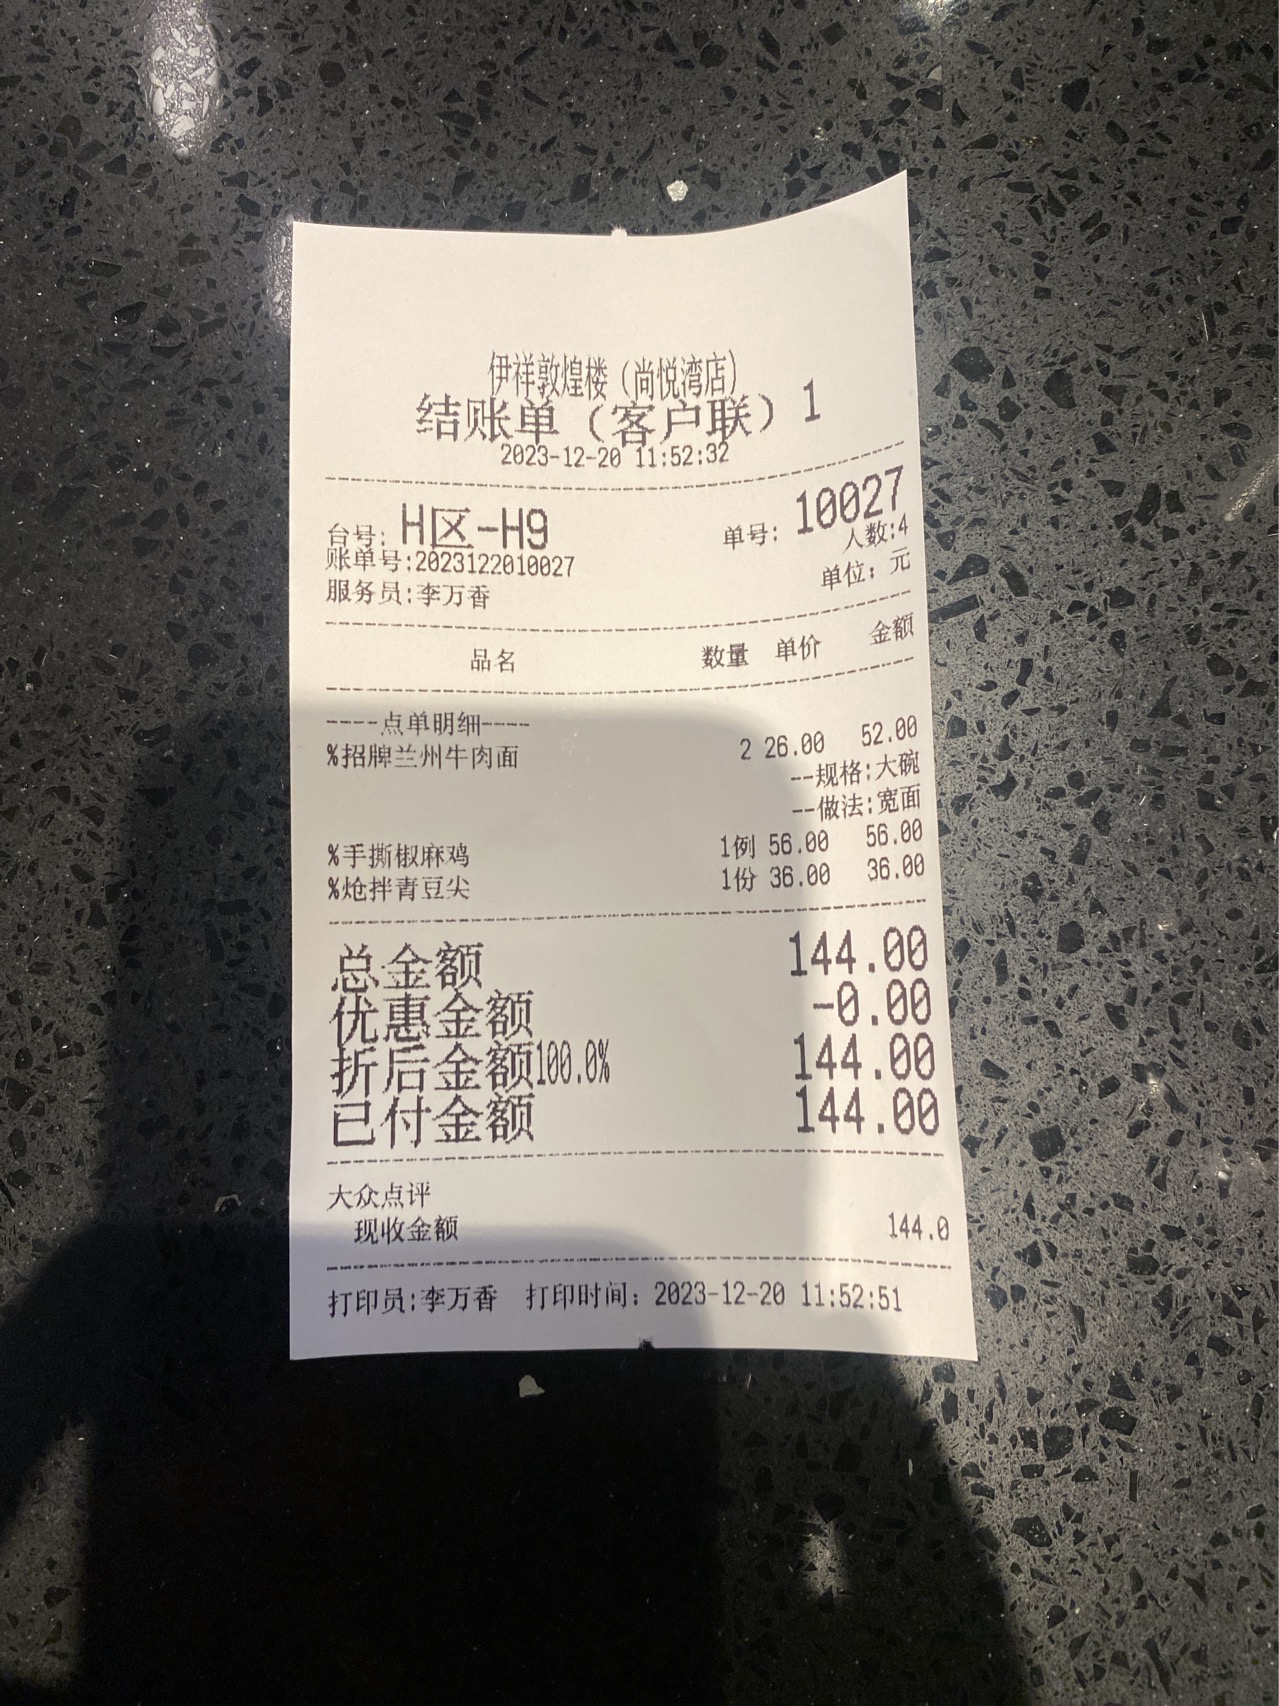 伊祥敦煌楼（尚悦湾店）
结账单（客户联）1
2023-12-20 11:52:32
台号：H区-H9 单号：10027
账单号:2023122010027 人数:4
服务员:李万香 单位：元
品名 数量 单价 金额
----点单明细----
%招牌兰州牛肉面 2 26.00 52.00
--规格:大碗
--做法:宽面
%手撕椒麻鸡 1例 56.00 56.00
%炝拌青豆尖 1份 36.00 36.00
总金额 144.00
优惠金额 -0.00
折后金额100.0% 144.00
已付金额 144.00
大众点评
现收金额 144.0
打印员:李万香 打印时间：2023-12-20 11:52:51